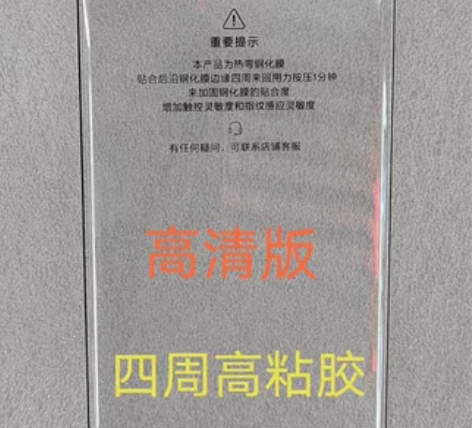 重要提示
本产品为热弯钢化膜
贴合后沿钢化膜边缘四周来回用力按压1分钟
来加固钢化膜的贴合度
增加触控灵敏度和指纹感应灵敏度
有任何疑问，可联系店铺客服
高清版
四周高粘胶